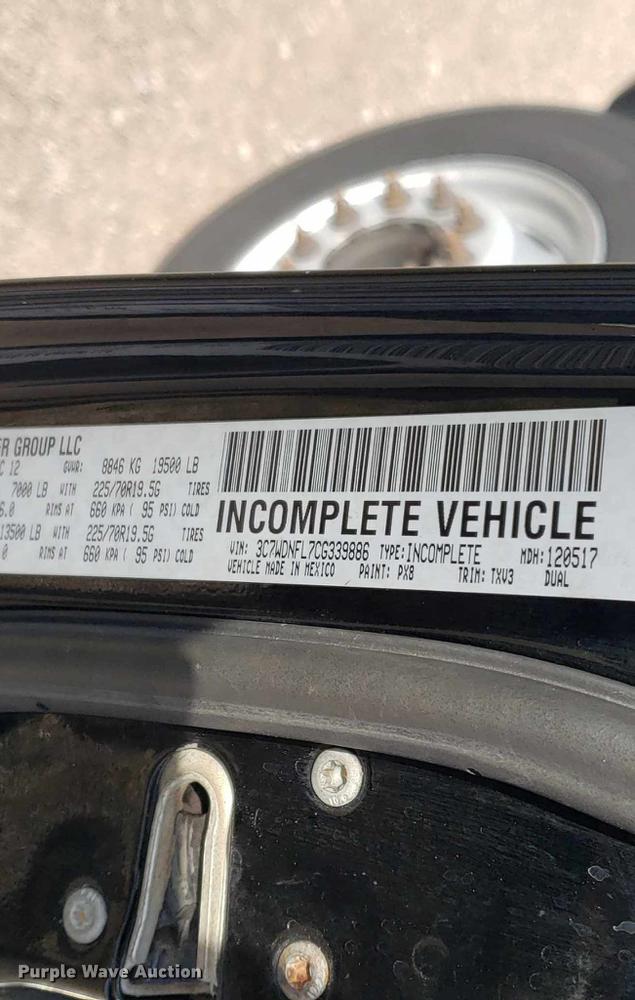 ER GROUP LLC
C 12 GVWR: 8846 KG 19500 LB
7000 LB WITH 225/70R19.5G TIRES
6.0 RIMS AT 660 KPA ( 95 PSI) COLD
13500 LB WITH 225/70R19.5G TIRES
0 RIMS AT 660 KPA ( 95 PSI) COLD
INCOMPLETE VEHICLE
VIN: 3C7WDNFL7CG339886 TYPE: INCOMPLETE MDH: 120517
VEHICLE MADE IN MEXICO PAINT: PX8 TRIM: TXV3 DUAL
Purple Wave Auction